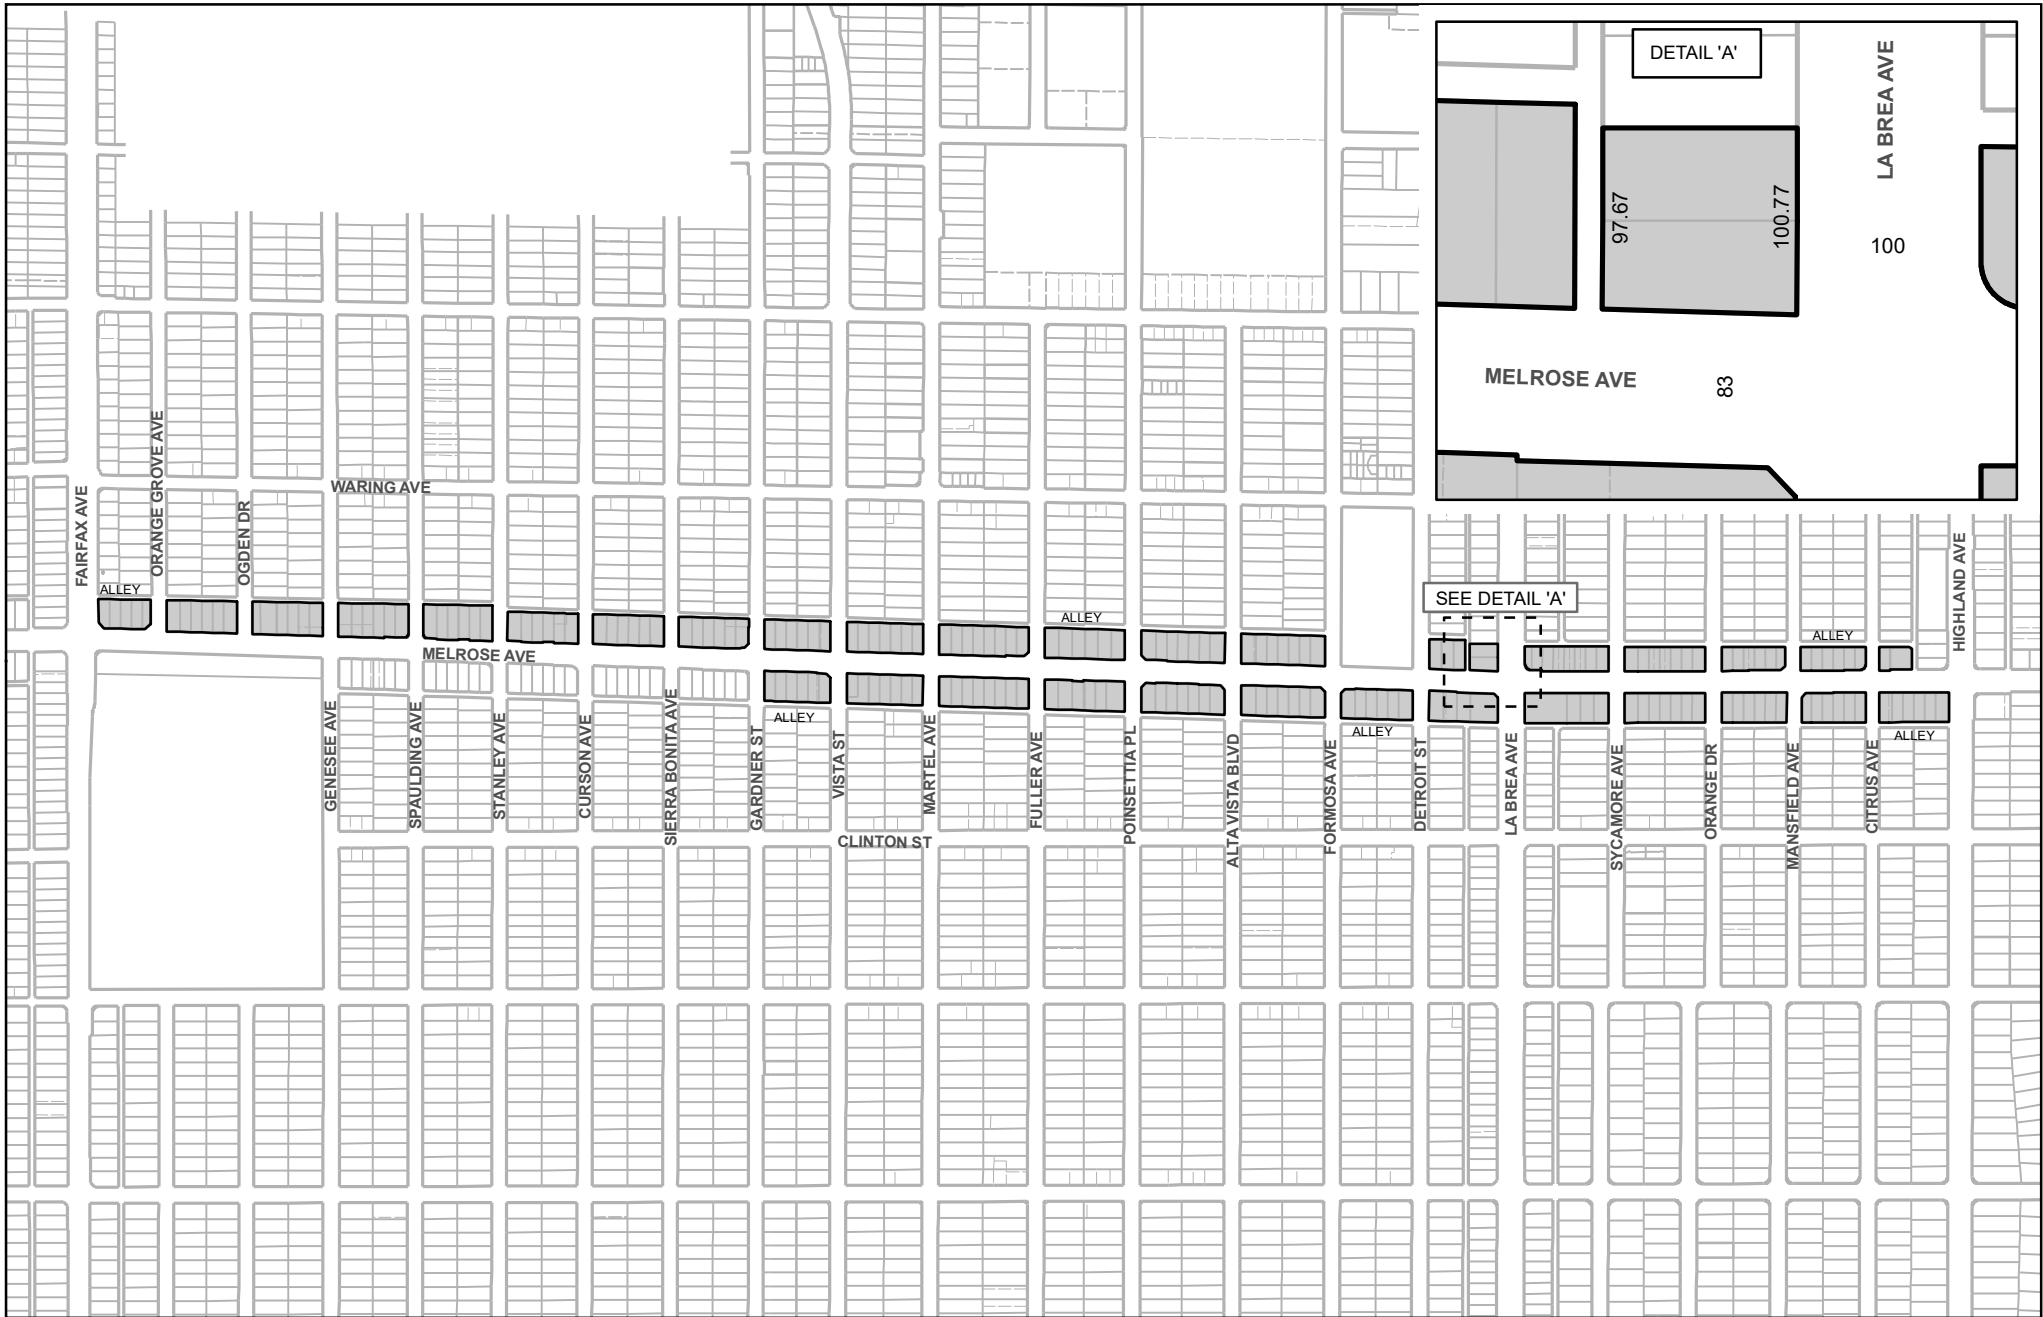 DETAIL 'A'
LA BREA AVE
97.67
100.77
100
MELROSE AVE
83
FAIRFAX AVE
ORANGE GROVE AVE
OGDEN DR
WARING AVE
HIGHLAND AVE
ALLEY
SEE DETAIL 'A'
ALLEY
ALLEY
MELROSE AVE
GENESEE AVE
SPAULDING AVE
STANLEY AVE
CURSON AVE
SIERRA BONITA AVE
GARDNER ST
ALLEY
VISTA ST
MARTEL AVE
FULLER AVE
POINSETTIA PL
ALTA VISTA BLVD
FORMOSA AVE
ALLEY
DETROIT ST
LA BREA AVE
SYCAMORE AVE
ORANGE DR
MANSFIELD AVE
CITRUS AVE
ALLEY
CLINTON ST